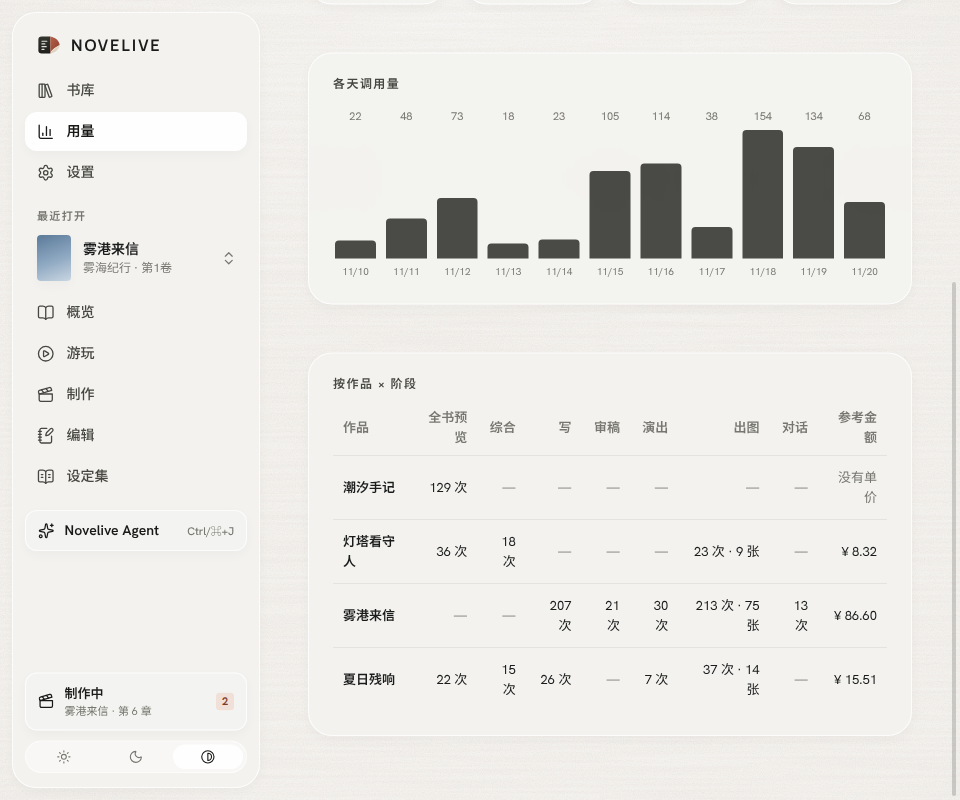 NOVELIVE
书库
用量
设置
最近打开
雾港来信
雾海纪行 · 第1卷
概览
游玩
制作
编辑
设定集
Novelive Agent Ctrl/⌘+J
制作中
雾港来信 · 第 6 章
2
各天调用量
22 48 73 18 23 105 114 38 154 134 68
11/10 11/11 11/12 11/13 11/14 11/15 11/16 11/17 11/18 11/19 11/20
按作品 × 阶段
作品 全书预览 综合 写 审稿 演出 出图 对话 参考金额
潮汐手记 129 次 — — — — — — 没有单价
灯塔看守人 36 次 18 次 — — — 23 次 · 9 张 — ¥ 8.32
雾港来信 — — 207 次 21 次 30 次 213 次 · 75 张 13 次 ¥ 86.60
夏日残响 22 次 15 次 26 次 — 7 次 37 次 · 14 张 — ¥ 15.51